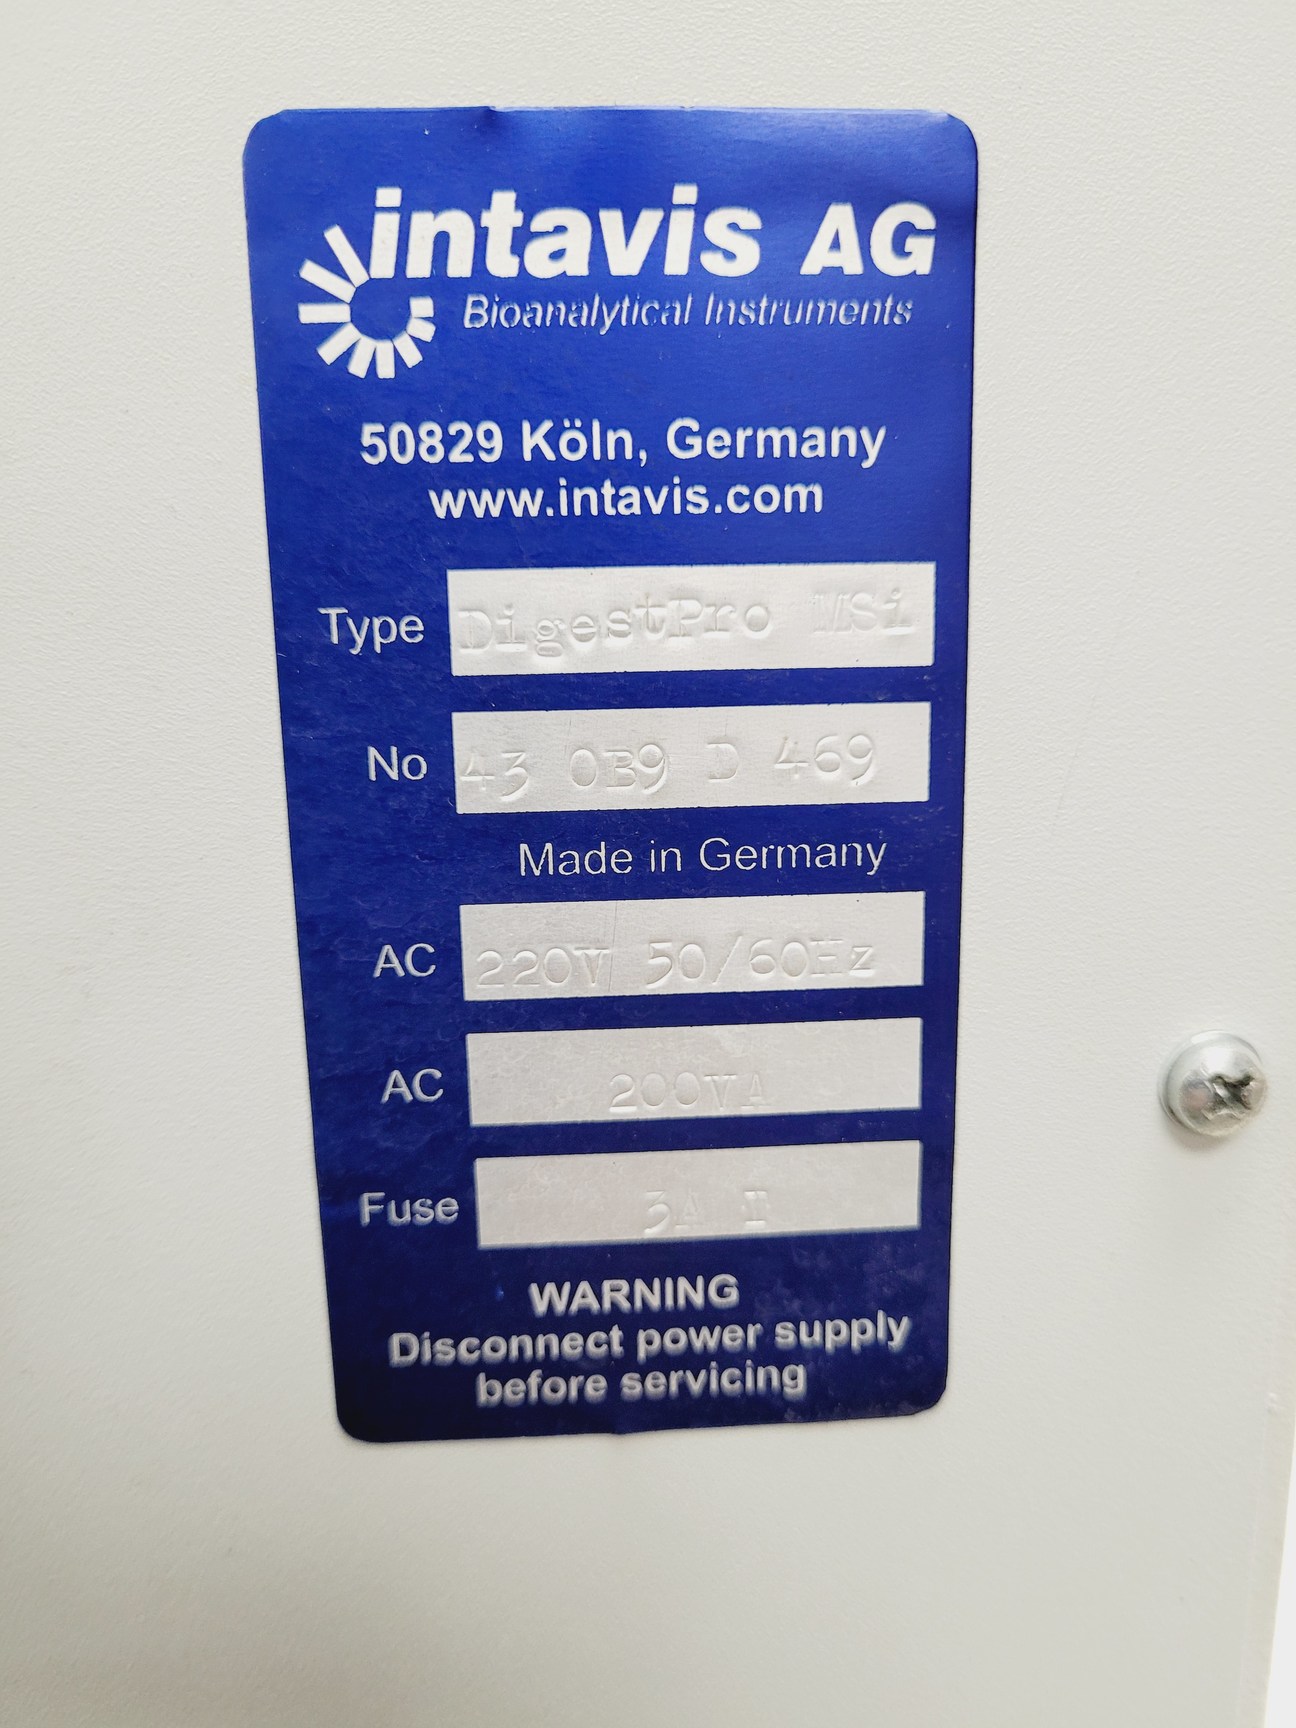 intavis AG
Bioanalytical Instruments
50829 Köln, Germany
www.intavis.com
Type DigestPro MSi
No 43 0B9 D 469
Made in Germany
AC 220V 50/60Hz
AC 200VA
Fuse 3A T
WARNING
Disconnect power supply
before servicing